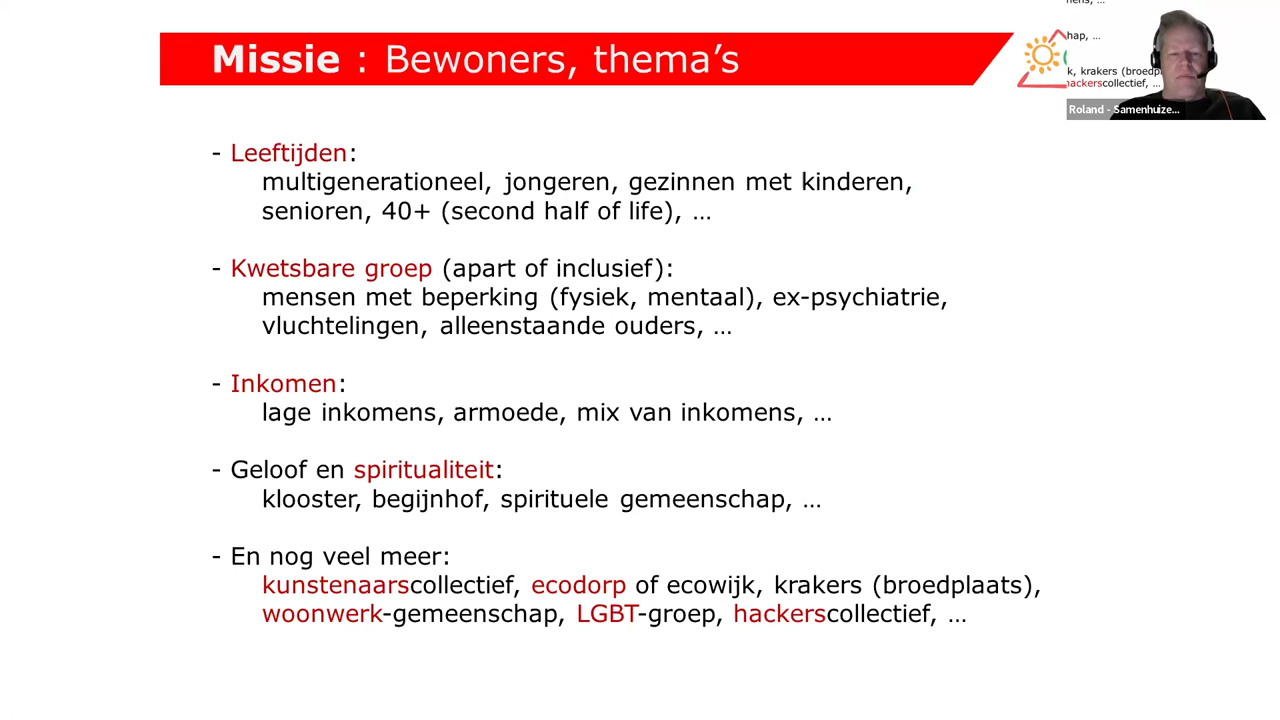 Missie : Bewoners, thema’s
mens, …
hap, …
k, krakers (broedpl
hackerscollectief, …
Roland - Samenhuize...
- Leeftijden:
multigenerationeel, jongeren, gezinnen met kinderen,
senioren, 40+ (second half of life), …
- Kwetsbare groep (apart of inclusief):
mensen met beperking (fysiek, mentaal), ex-psychiatrie,
vluchtelingen, alleenstaande ouders, …
- Inkomen:
lage inkomens, armoede, mix van inkomens, …
- Geloof en spiritualiteit:
klooster, begijnhof, spirituele gemeenschap, …
- En nog veel meer:
kunstenaarscollectief, ecodorp of ecowijk, krakers (broedplaats),
woonwerk-gemeenschap, LGBT-groep, hackerscollectief, …